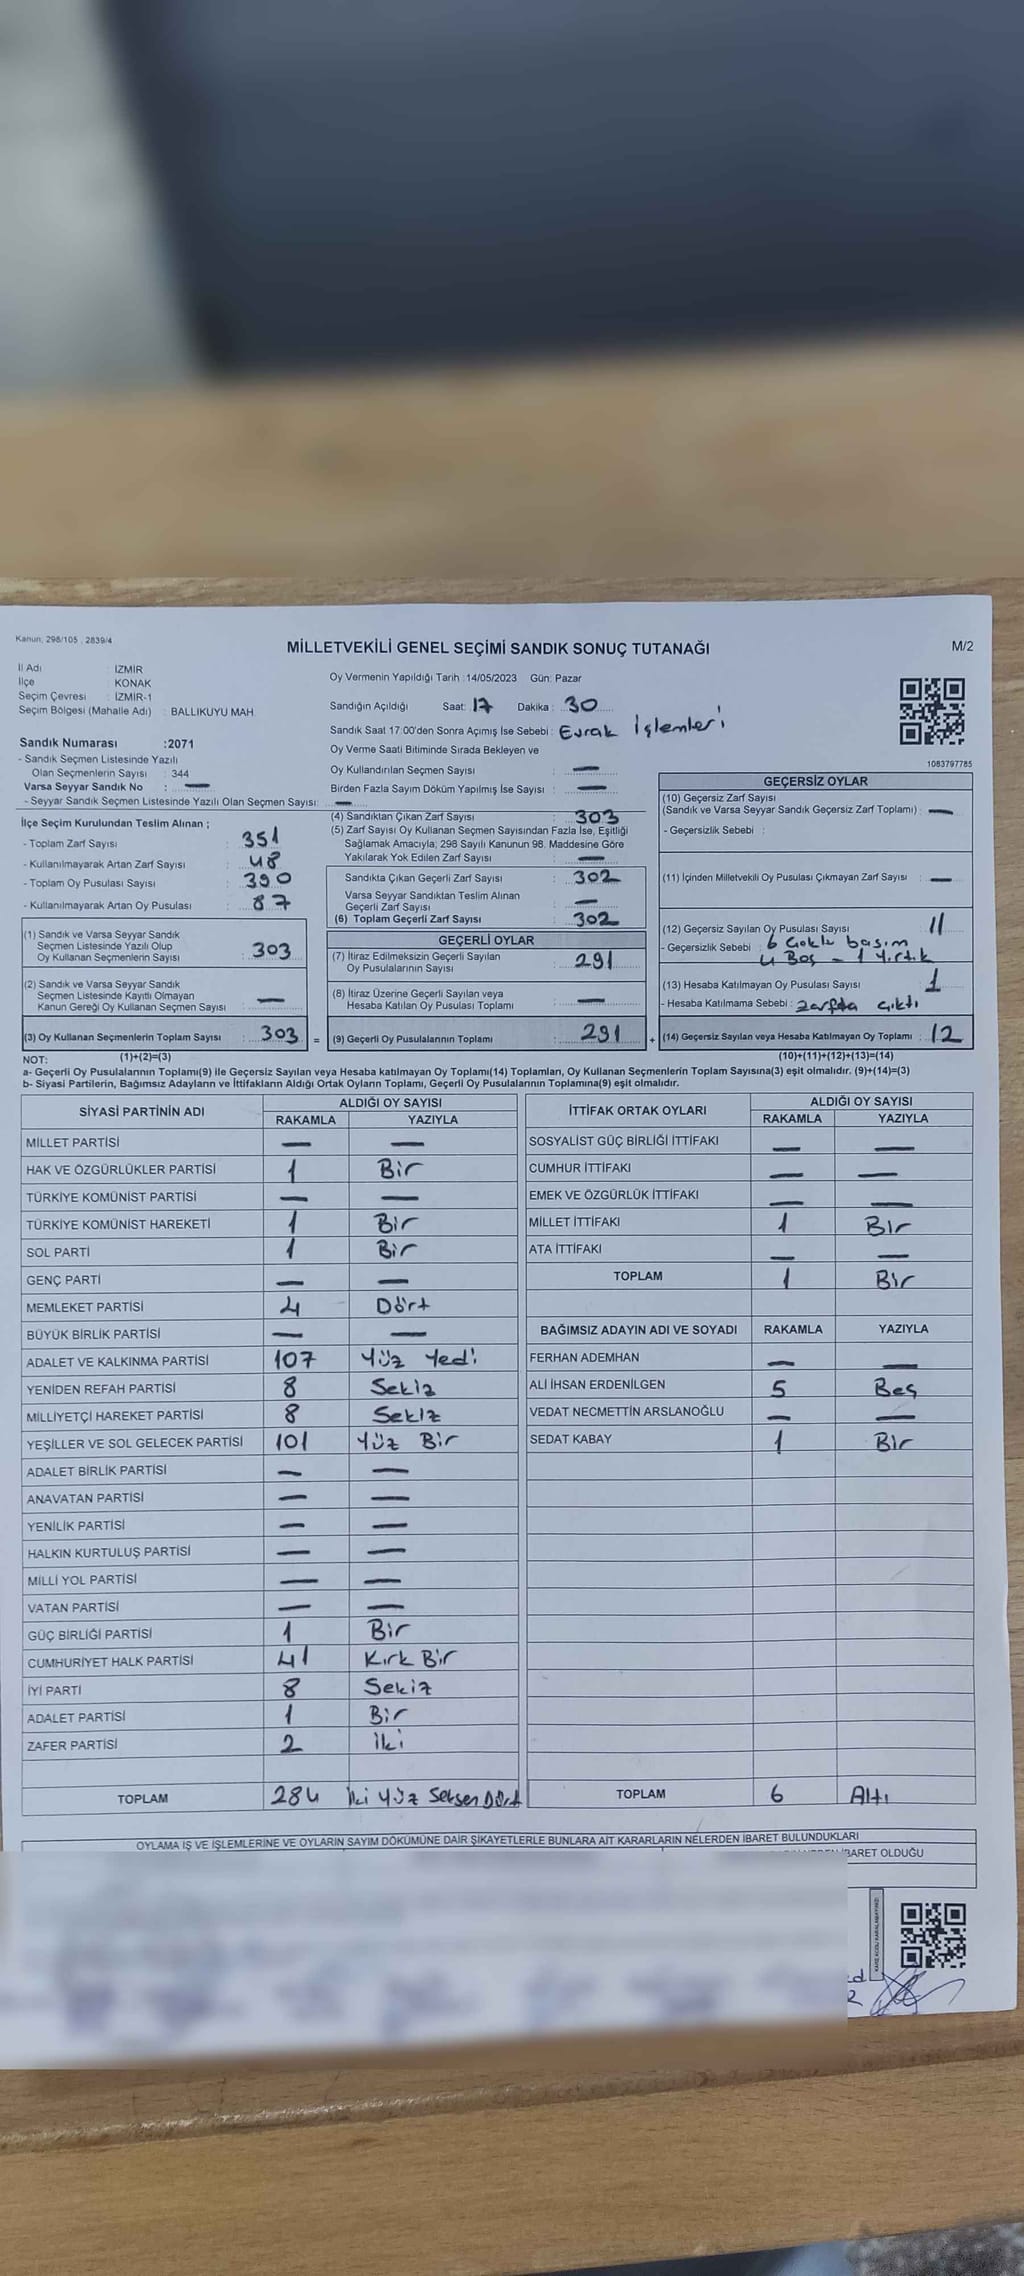 Kanun, 298/105 , 2839/4
MİLLETVEKİLİ GENEL SEÇİMİ SANDIK SONUÇ TUTANAĞI
M/2
İl Adı : İZMİR
İlçe : KONAK
Seçim Çevresi : İZMİR-1
Seçim Bölgesi (Mahalle Adı) : BALLIKUYU MAH.
Sandık Numarası :2071
- Sandık Seçmen Listesinde Yazılı
Olan Seçmenlerin Sayısı : 344
Varsa Seyyar Sandık No : —
- Seyyar Sandık Seçmen Listesinde Yazılı Olan Seçmen Sayısı: —
Oy Vermenin Yapıldığı Tarih :14/05/2023 Gün: Pazar
Sandığın Açıldığı Saat: 17 Dakika : 30
Sandık Saat 17:00'den Sonra Açımış İse Sebebi : Evrak İşlemleri
Oy Verme Saati Bitiminde Sırada Bekleyen ve
Oy Kullandırılan Seçmen Sayısı : —
Birden Fazla Sayım Döküm Yapılmış İse Sayısı : —
1083797785
İlçe Seçim Kurulundan Teslim Alınan ;
- Toplam Zarf Sayısı : 351
- Kullanılmayarak Artan Zarf Sayısı : 48
- Toplam Oy Pusulası Sayısı : 390
- Kullanılmayarak Artan Oy Pusulası : 87
(1) Sandık ve Varsa Seyyar Sandık
Seçmen Listesinde Yazılı Olup
Oy Kullanan Seçmenlerin Sayısı : 303
(2) Sandık ve Varsa Seyyar Sandık
Seçmen Listesinde Kayıtlı Olmayan
Kanun Gereği Oy Kullanan Seçmen Sayısı : —
(3) Oy Kullanan Seçmenlerin Toplam Sayısı : 303 =
(4) Sandıktan Çıkan Zarf Sayısı : 303
(5) Zarf Sayısı Oy Kullanan Seçmen Sayısından Fazla İse, Eşitliği
Sağlamak Amacıyla, 298 Sayılı Kanunun 98. Maddesine Göre
Yakılarak Yok Edilen Zarf Sayısı : —
Sandıkta Çıkan Geçerli Zarf Sayısı : 302
Varsa Seyyar Sandıktan Teslim Alınan
Geçerli Zarf Sayısı : —
(6) Toplam Geçerli Zarf Sayısı : 302
GEÇERLİ OYLAR
(7) İtiraz Edilmeksizin Geçerli Sayılan
Oy Pusulalarının Sayısı : 291
(8) İtiraz Üzerine Geçerli Sayılan veya
Hesaba Katılan Oy Pusulası Toplamı : —
(9) Geçerli Oy Pusulalarının Toplamı : 291 +
GEÇERSİZ OYLAR
(10) Geçersiz Zarf Sayısı
(Sandık ve Varsa Seyyar Sandık Geçersiz Zarf Toplamı) : —
- Geçersizlik Sebebi :
(11) İçinden Milletvekili Oy Pusulası Çıkmayan Zarf Sayısı : —
(12) Geçersiz Sayılan Oy Pusulası Sayısı : 11
- Geçersizlik Sebebi : 6 Çoklu basım
4 Boş - 1 Yırtık
(13) Hesaba Katılmayan Oy Pusulası Sayısı : 1
- Hesaba Katılmama Sebebi : zarfta çıktı
(14) Geçersiz Sayılan veya Hesaba Katılmayan Oy Toplamı : 12
NOT: (1)+(2)=(3)
(10)+(11)+(12)+(13)=(14)
a- Geçerli Oy Pusulalarının Toplamı(9) ile Geçersiz Sayılan veya Hesaba katılmayan Oy Toplamı(14) Toplamları, Oy Kullanan Seçmenlerin Toplam Sayısına(3) eşit olmalıdır. (9)+(14)=(3)
b- Siyasi Partilerin, Bağımsız Adayların ve İttifakların Aldığı Ortak Oyların Toplamı, Geçerli Oy Pusulalarının Toplamına(9) eşit olmalıdır.
SİYASİ PARTİNİN ADI ALDIĞI OY SAYISI
RAKAMLA YAZIYLA
MİLLET PARTİSİ — —
HAK VE ÖZGÜRLÜKLER PARTİSİ 1 Bir
TÜRKİYE KOMÜNİST PARTİSİ — —
TÜRKİYE KOMÜNİST HAREKETİ 1 Bir
SOL PARTİ 1 Bir
GENÇ PARTİ — —
MEMLEKET PARTİSİ 4 Dört
BÜYÜK BİRLİK PARTİSİ — —
ADALET VE KALKINMA PARTİSİ 107 Yüz Yedi
YENİDEN REFAH PARTİSİ 8 Sekiz
MİLLİYETÇİ HAREKET PARTİSİ 8 Sekiz
YEŞİLLER VE SOL GELECEK PARTİSİ 101 Yüz Bir
ADALET BİRLİK PARTİSİ — —
ANAVATAN PARTİSİ — —
YENİLİK PARTİSİ — —
HALKIN KURTULUŞ PARTİSİ — —
MİLLİ YOL PARTİSİ — —
VATAN PARTİSİ — —
GÜÇ BİRLİĞİ PARTİSİ 1 Bir
CUMHURİYET HALK PARTİSİ 41 Kırk Bir
İYİ PARTİ 8 Sekiz
ADALET PARTİSİ 1 Bir
ZAFER PARTİSİ 2 İki
TOPLAM 284 İki Yüz Seksen Dört
İTTİFAK ORTAK OYLARI ALDIĞI OY SAYISI
RAKAMLA YAZIYLA
SOSYALİST GÜÇ BİRLİĞİ İTTİFAKI — —
CUMHUR İTTİFAKI — —
EMEK VE ÖZGÜRLÜK İTTİFAKI — —
MİLLET İTTİFAKI 1 Bir
ATA İTTİFAKI — —
TOPLAM 1 Bir
BAĞIMSIZ ADAYIN ADI VE SOYADI RAKAMLA YAZIYLA
FERHAN ADEMHAN — —
ALİ İHSAN ERDENİLGEN 5 Beş
VEDAT NECMETTİN ARSLANOĞLU — —
SEDAT KABAY 1 Bir
TOPLAM 6 Altı
OYLAMA İŞ VE İŞLEMLERİNE VE OYLARIN SAYIM DÖKÜMÜNE DAİR ŞİKAYETLERLE BUNLARA AİT KARARLARIN NELERDEN İBARET BULUNDUKLARI
İBARET OLDUĞU